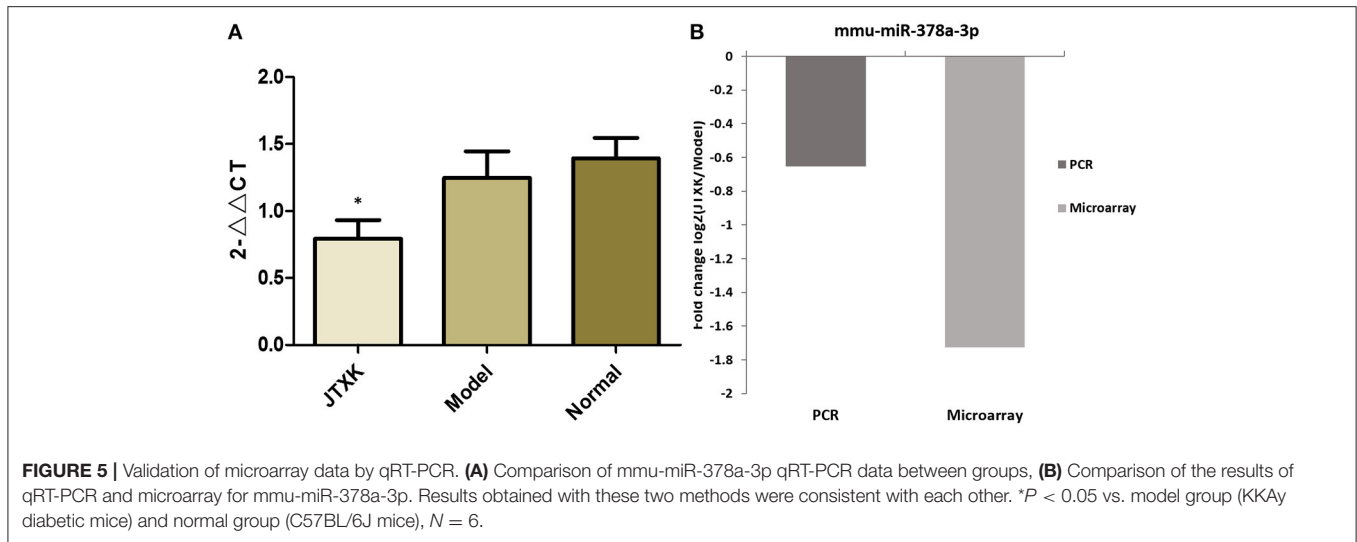 A
2-△△CT
2.0
1.5
1.0
0.5
0.0
*
JTXK
Model
Normal
B
mmu-miR-378a-3p
Fold change log2(JTXK/Model)
0
-0.2
-0.4
-0.6
-0.8
-1
-1.2
-1.4
-1.6
-1.8
-2
PCR
Microarray
PCR
Microarray
FIGURE 5 | Validation of microarray data by qRT-PCR. (A) Comparison of mmu-miR-378a-3p qRT-PCR data between groups, (B) Comparison of the results of
qRT-PCR and microarray for mmu-miR-378a-3p. Results obtained with these two methods were consistent with each other. *P < 0.05 vs. model group (KKAy
diabetic mice) and normal group (C57BL/6J mice), N = 6.